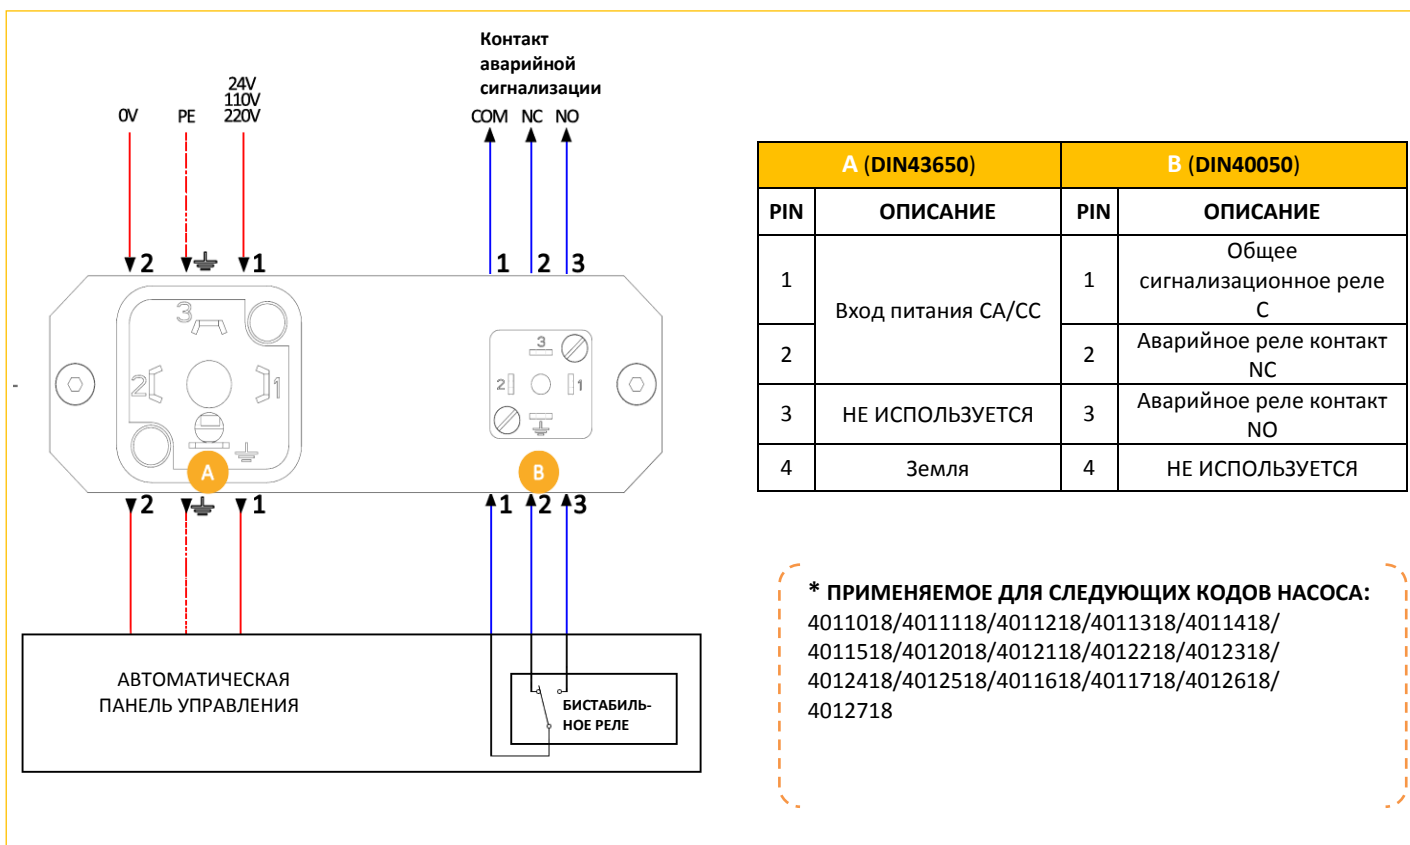 Контакт
аварийной
сигнализации
24V
110V
0V PE 220V
COM NC NO
2 1
1 2 3
3
2 1
A
3
2 1
B
2 1
1 2 3
АВТОМАТИЧЕСКАЯ
ПАНЕЛЬ УПРАВЛЕНИЯ
БИСТАБИЛЬ-
НОЕ РЕЛЕ
A (DIN43650) B (DIN40050)
PIN ОПИСАНИЕ PIN ОПИСАНИЕ
1
Вход питания CA/CC
1
Общее
сигнализационное реле
C
2
2
Аварийное реле контакт
NC
3 НЕ ИСПОЛЬЗУЕТСЯ 3
Аварийное реле контакт
NO
4 Земля 4 НЕ ИСПОЛЬЗУЕТСЯ
* ПРИМЕНЯЕМОЕ ДЛЯ СЛЕДУЮЩИХ КОДОВ НАСОСА:
4011018/4011118/4011218/4011318/4011418/
4011518/4012018/4012118/4012218/4012318/
4012418/4012518/4011618/4011718/4012618/
4012718